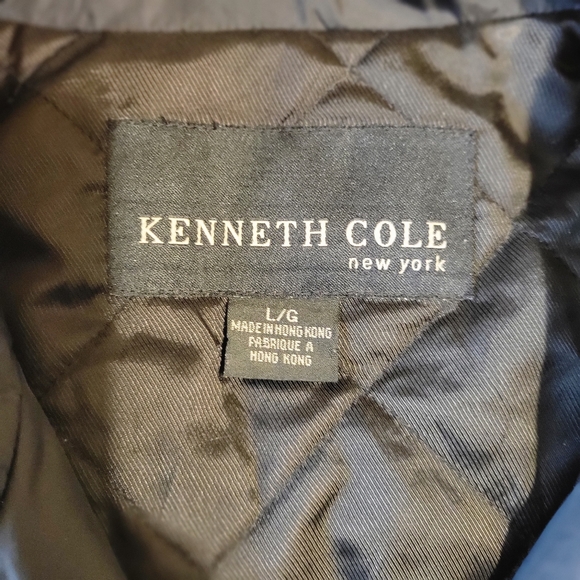 KENNETH COLE
new york
L/G
MADE IN HONG KONG
FABRIQUE A
HONG KONG